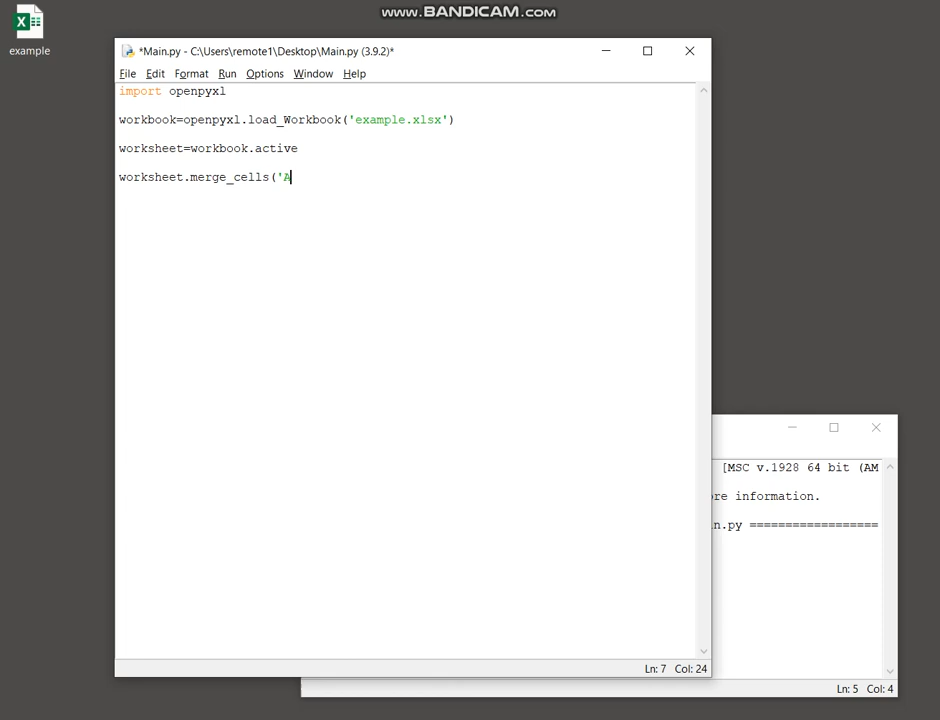 www.BANDICAM.com
example
*Main.py - C:\Users\remote1\Desktop\Main.py (3.9.2)*
File Edit Format Run Options Window Help
import openpyxl
workbook=openpyxl.load_Workbook('example.xlsx')
worksheet=workbook.active
worksheet.merge_cells('A
Ln: 7 Col: 24
[MSC v.1928 64 bit (AM
ore information.
n.py ==================
Ln: 5 Col: 4